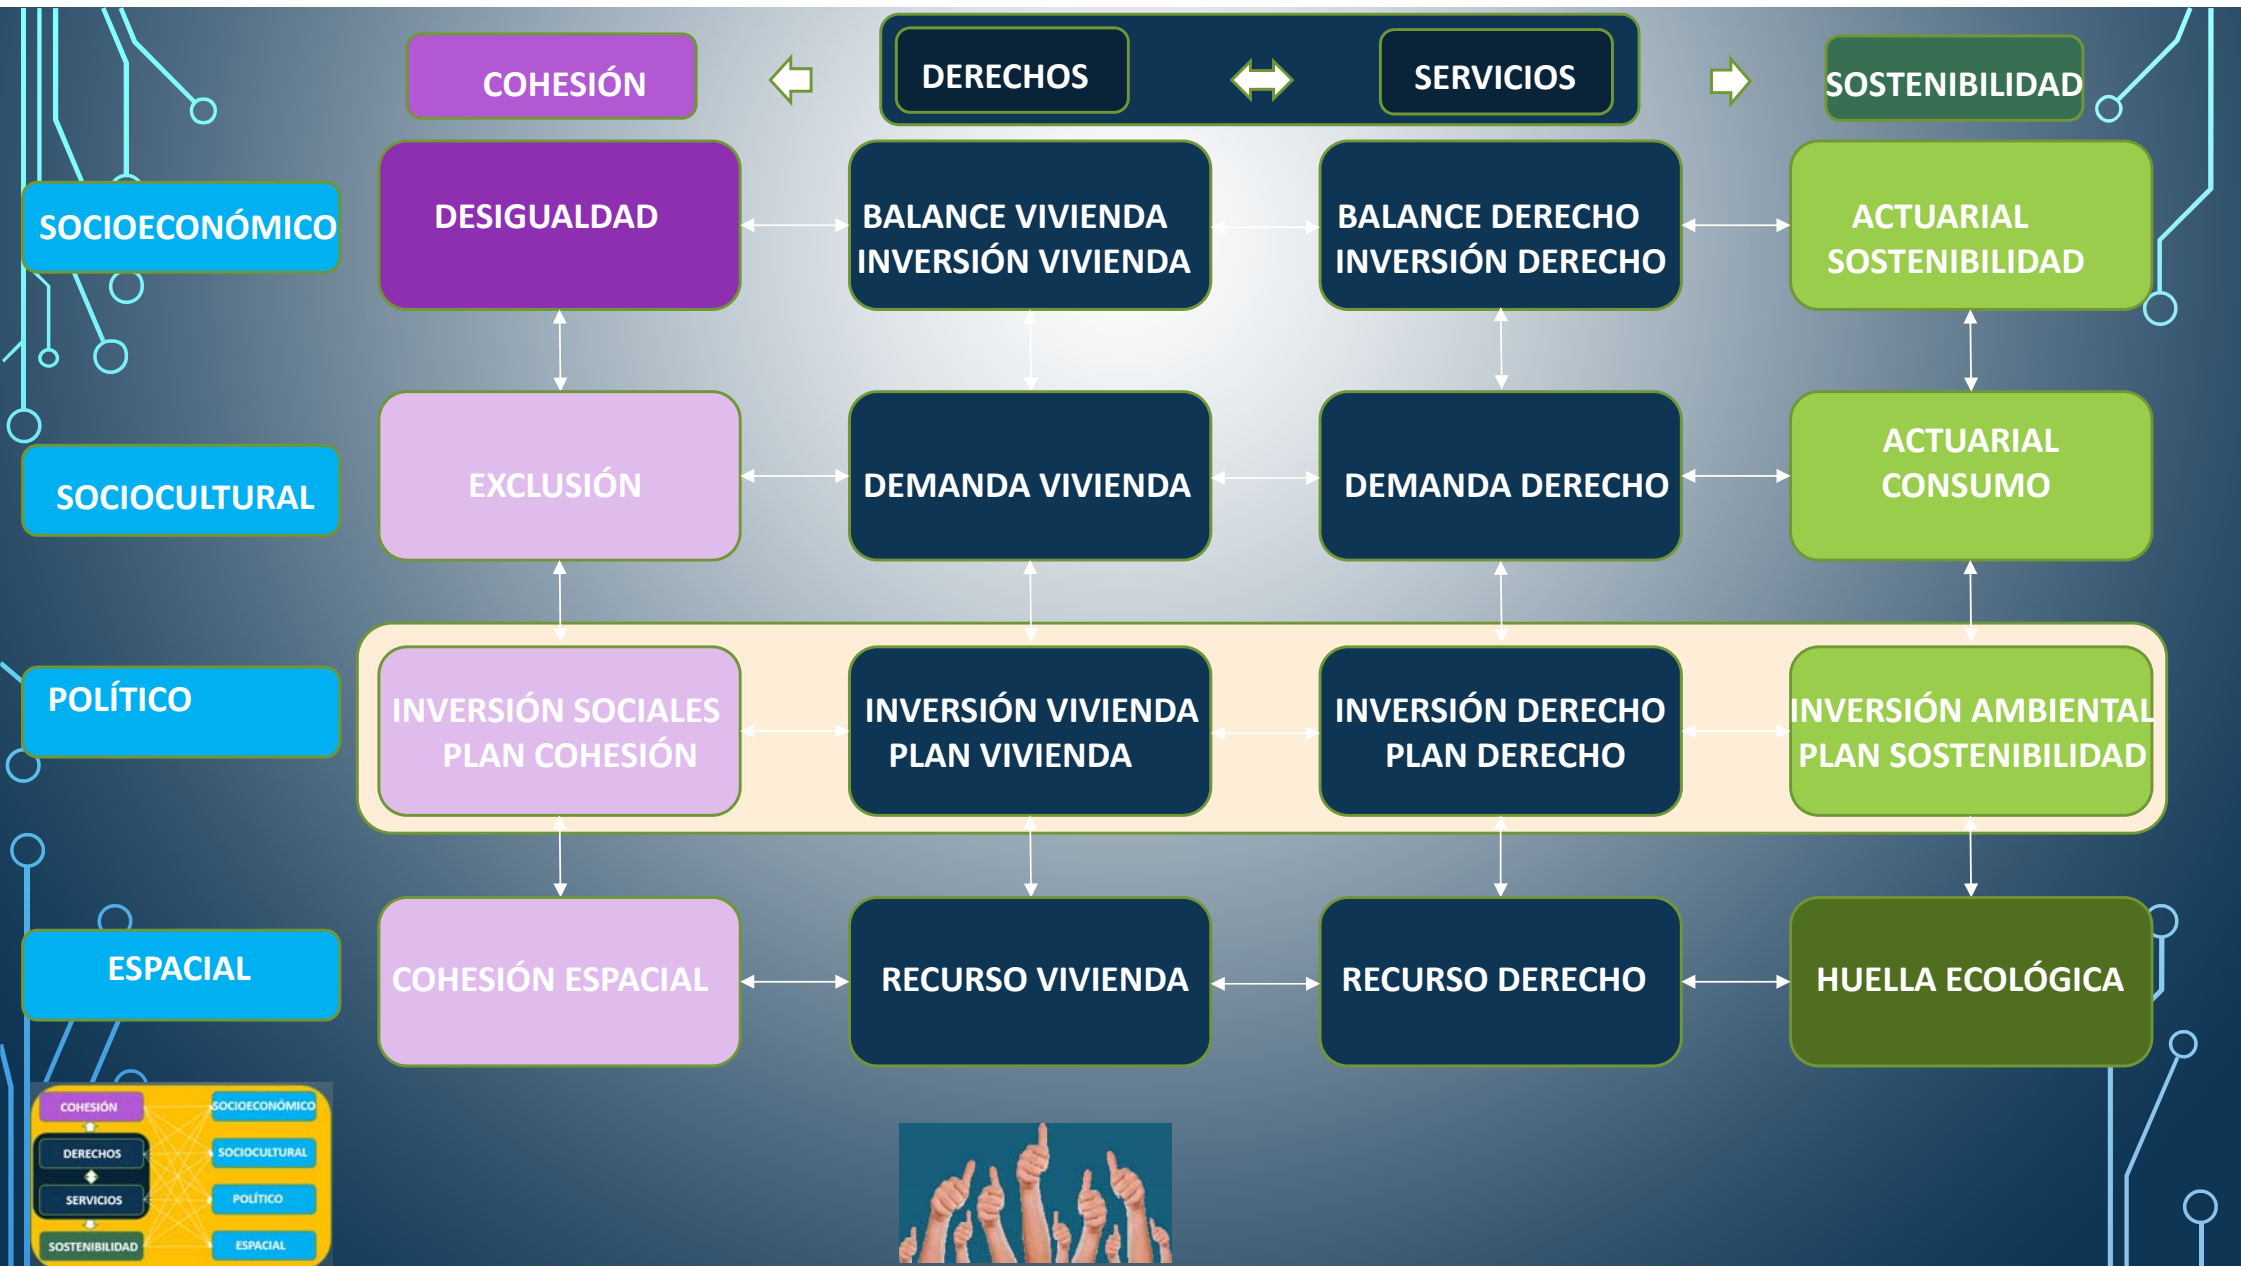 COHESIÓN
DERECHOS
SERVICIOS
SOSTENIBILIDAD
SOCIOECONÓMICO
DESIGUALDAD
BALANCE VIVIENDA
INVERSIÓN VIVIENDA
BALANCE DERECHO
INVERSIÓN DERECHO
ACTUARIAL
SOSTENIBILIDAD
SOCIOCULTURAL
EXCLUSIÓN
DEMANDA VIVIENDA
DEMANDA DERECHO
ACTUARIAL
CONSUMO
POLÍTICO
INVERSIÓN SOCIALES
PLAN COHESIÓN
INVERSIÓN VIVIENDA
PLAN VIVIENDA
INVERSIÓN DERECHO
PLAN DERECHO
INVERSIÓN AMBIENTAL
PLAN SOSTENIBILIDAD
ESPACIAL
COHESIÓN ESPACIAL
RECURSO VIVIENDA
RECURSO DERECHO
HUELLA ECOLÓGICA
COHESIÓN
SOCIOECONÓMICO
DERECHOS
SOCIOCULTURAL
SERVICIOS
POLÍTICO
SOSTENIBILIDAD
ESPACIAL